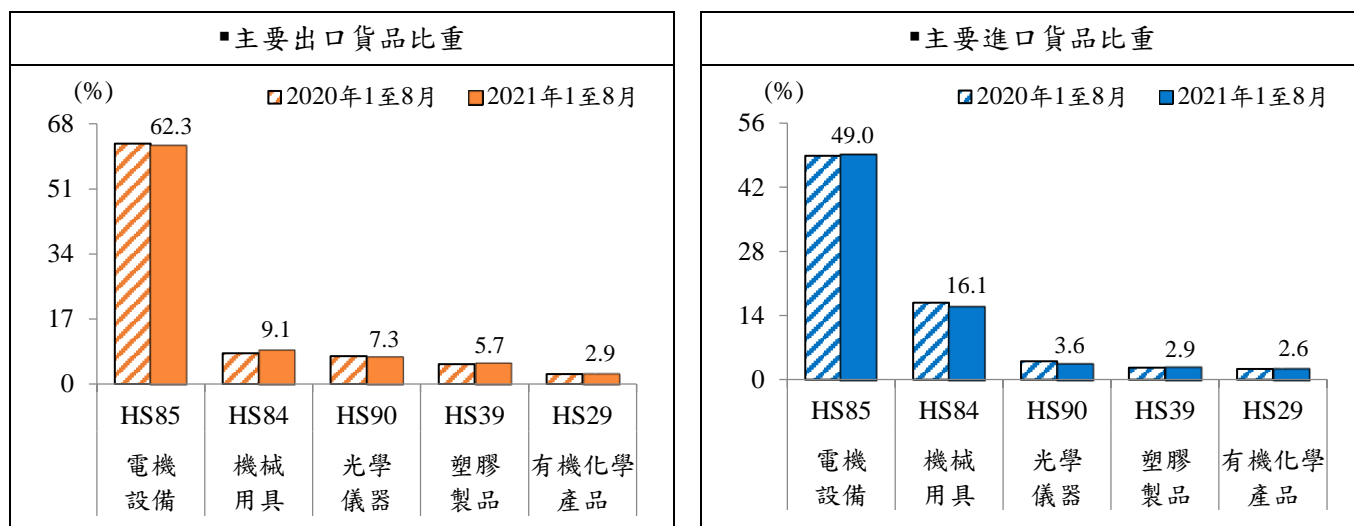 ▪主要出口貨品比重
(%)
2020年1至8月 2021年1至8月
68
51
34
17
0
62.3
9.1
7.3
5.7
2.9
HS85 HS84 HS90 HS39 HS29
電機 機械 光學 塑膠 有機化學
設備 用具 儀器 製品 產品
▪主要進口貨品比重
(%)
2020年1至8月 2021年1至8月
56
42
28
14
0
49.0
16.1
3.6
2.9
2.6
HS85 HS84 HS90 HS39 HS29
電機 機械 光學 塑膠 有機化學
設備 用具 儀器 製品 產品